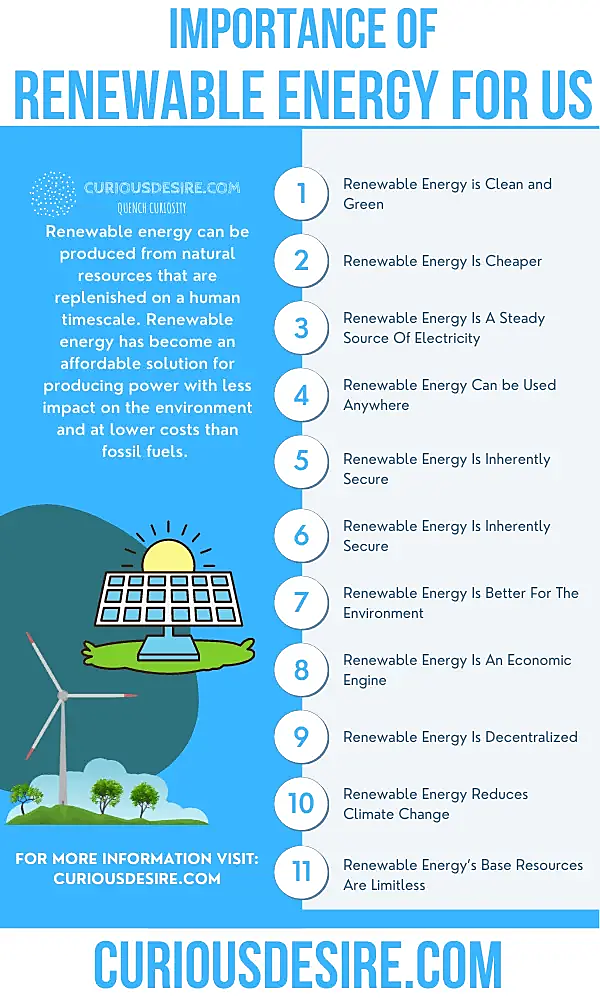 IMPORTANCE OF
RENEWABLE ENERGY FOR US
CURIOUSDESIRE.COM
QUENCH CURIOSITY
Renewable energy can be
produced from natural
resources that are
replenished on a human
timescale. Renewable
energy has become an
affordable solution for
producing power with less
impact on the environment
and at lower costs than
fossil fuels.
1
Renewable Energy is Clean and
Green
2
Renewable Energy Is Cheaper
3
Renewable Energy Is A Steady
Source Of Electricity
4
Renewable Energy Can be Used
Anywhere
5
Renewable Energy Is Inherently
Secure
6
Renewable Energy Is Inherently
Secure
7
Renewable Energy Is Better For The
Environment
8
Renewable Energy Is An Economic
Engine
9
Renewable Energy Is Decentralized
10
Renewable Energy Reduces
Climate Change
11
Renewable Energy's Base Resources
Are Limitless
FOR MORE INFORMATION VISIT:
CURIOUSDESIRE.COM
CURIOUSDESIRE.COM